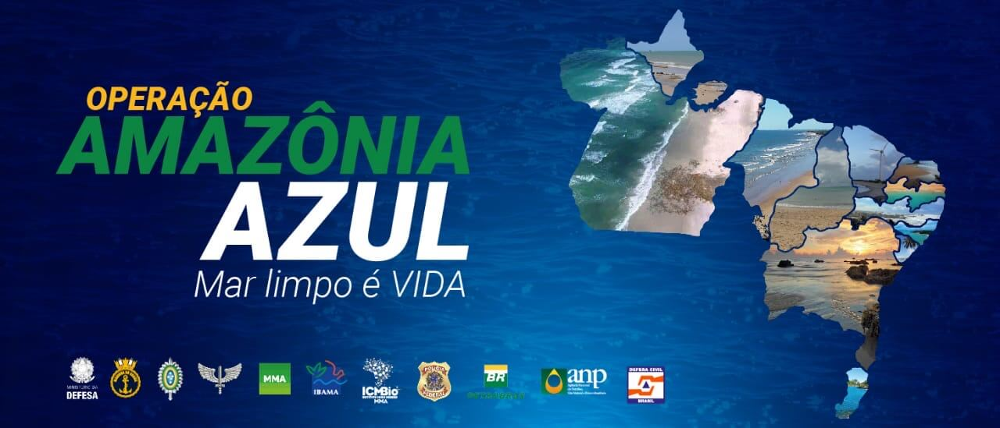 OPERAÇÃO
AMAZÔNIA
AZUL
Mar limpo é VIDA
MINISTÉRIO DA
DEFESA
MMA
IBAMA
ICMBio
MMA
POLÍCIA
FEDERAL
BR
PETROBRAS
anp
DEFESA CIVIL
BRASIL